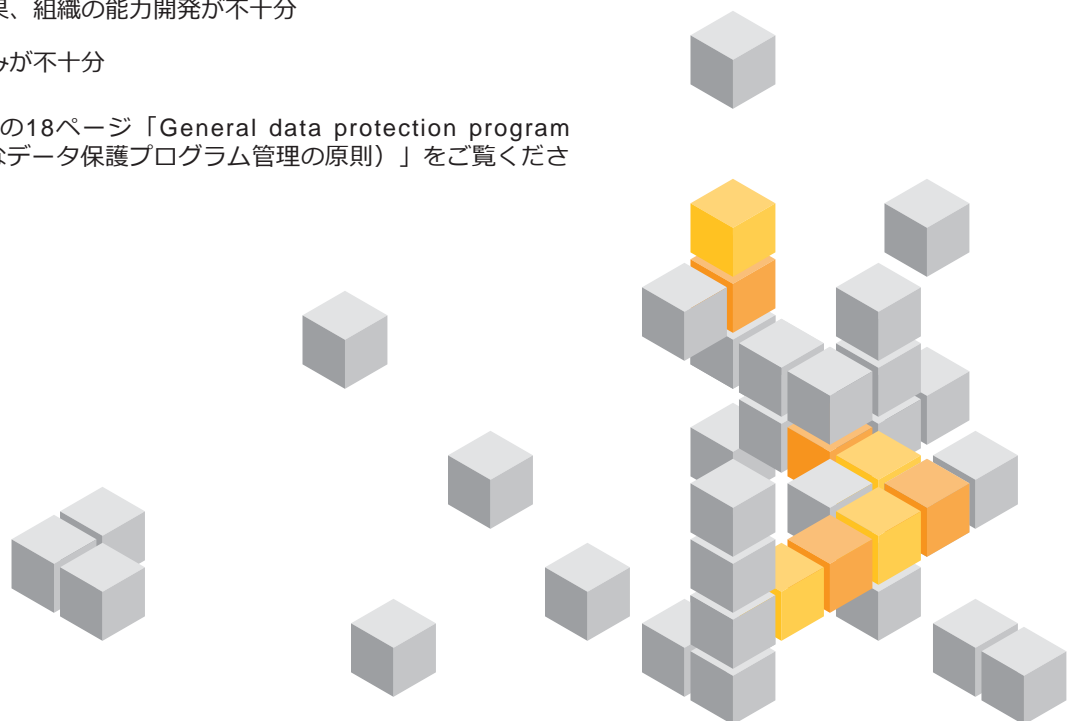 果、組織の能力開発が不十分
みが不十分
の18ページ「General data protection program
なデータ保護プログラム管理の原則）」をご覧くださ